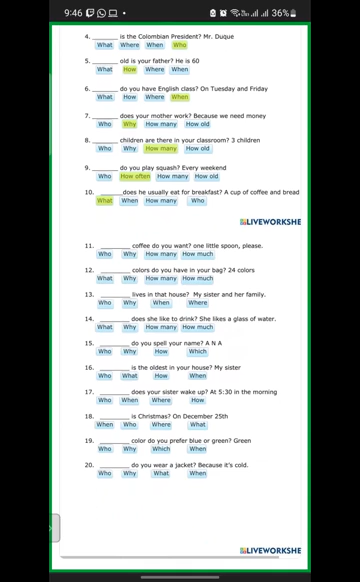 9:46 36%
4. _______ is the Colombian President? Mr. Duque
What Where When Who
5. _______ old is your father? He is 60
What How Where When
6. _______ do you have English class? On Tuesday and Friday
What How Where When
7. _______ does your mother work? Because we need money
Who Why How many How old
8. _______ children are there in your classroom? 3 children
Who Why How many How old
9. _______ do you play squash? Every weekend
Who How often How many How old
10. _______does he usually eat for breakfast? A cup of coffee and bread
What When How many Who
LIVEWORKSHE
11. _______ coffee do you want? one little spoon, please.
Who Why How many How much
12. _______ colors do you have in your bag? 24 colors
What Why How many How much
13. _______ lives in that house? My sister and her family.
Who Why When Where
14. _______ does she like to drink? She likes a glass of water.
What Why How many How much
15. _______ do you spell your name? A N A
Who Why How Which
16. _______ is the oldest in your house? My sister
Who What How When
17. _______ does your sister wake up? At 5:30 in the morning
Who When Where How
18. _______ is Christmas? On December 25th
When Who Where What
19. _______ color do you prefer blue or green? Green
Who Why Which When
20. _______ do you wear a jacket? Because it's cold.
Who Why What When
LIVEWORKSHE